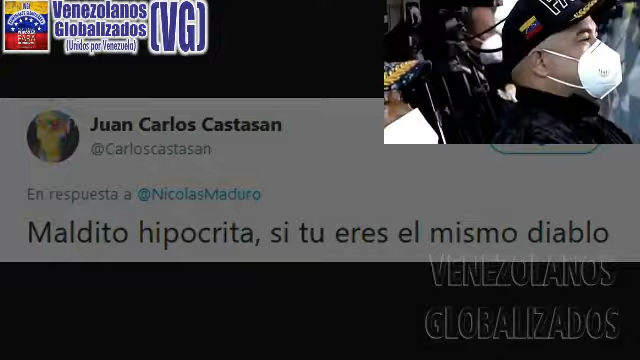 Venezolanos
Globalizados
(Unidos por Venezuela)
(VG)
Juan Carlos Castasan
@Carloscastasan
En respuesta a @NicolasMaduro
Maldito hipocrita, si tu eres el mismo diablo
VENEZOLANOS
GLOBALIZADOS